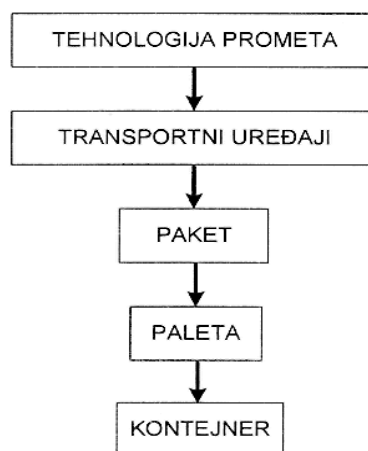 TEHNOLOGIJA PROMETA
TRANSPORTNI UREĐAJI
PAKET
PALETA
KONTEJNER